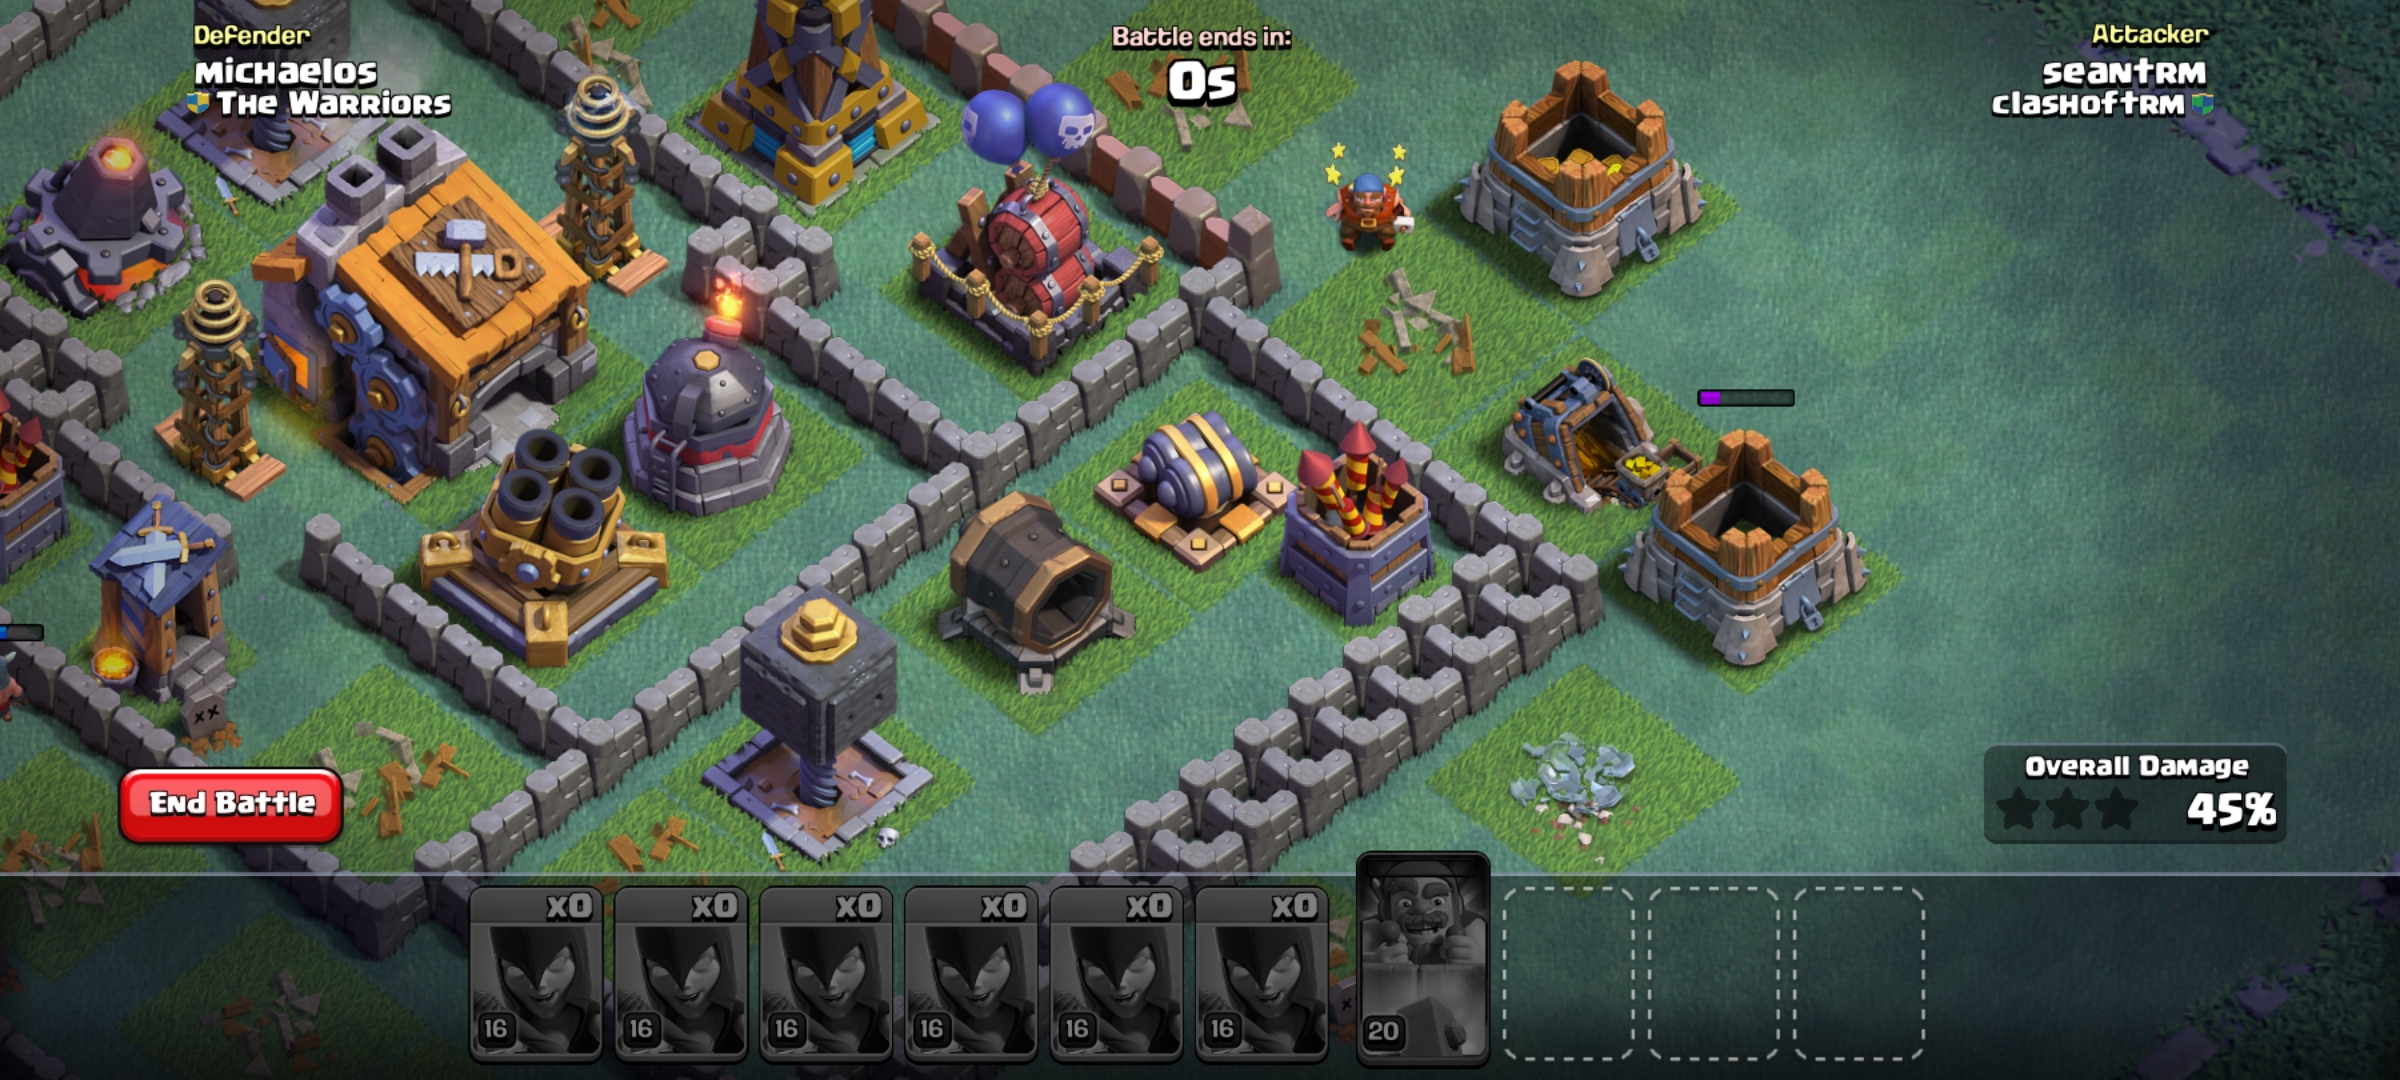 Defender
Michaelos
The Warriors
Battle ends in:
0s
Attacker
seantRM
clashoftRM
End Battle
Overall Damage
45%
x0
x0
x0
x0
x0
x0
16
16
16
16
16
16
20